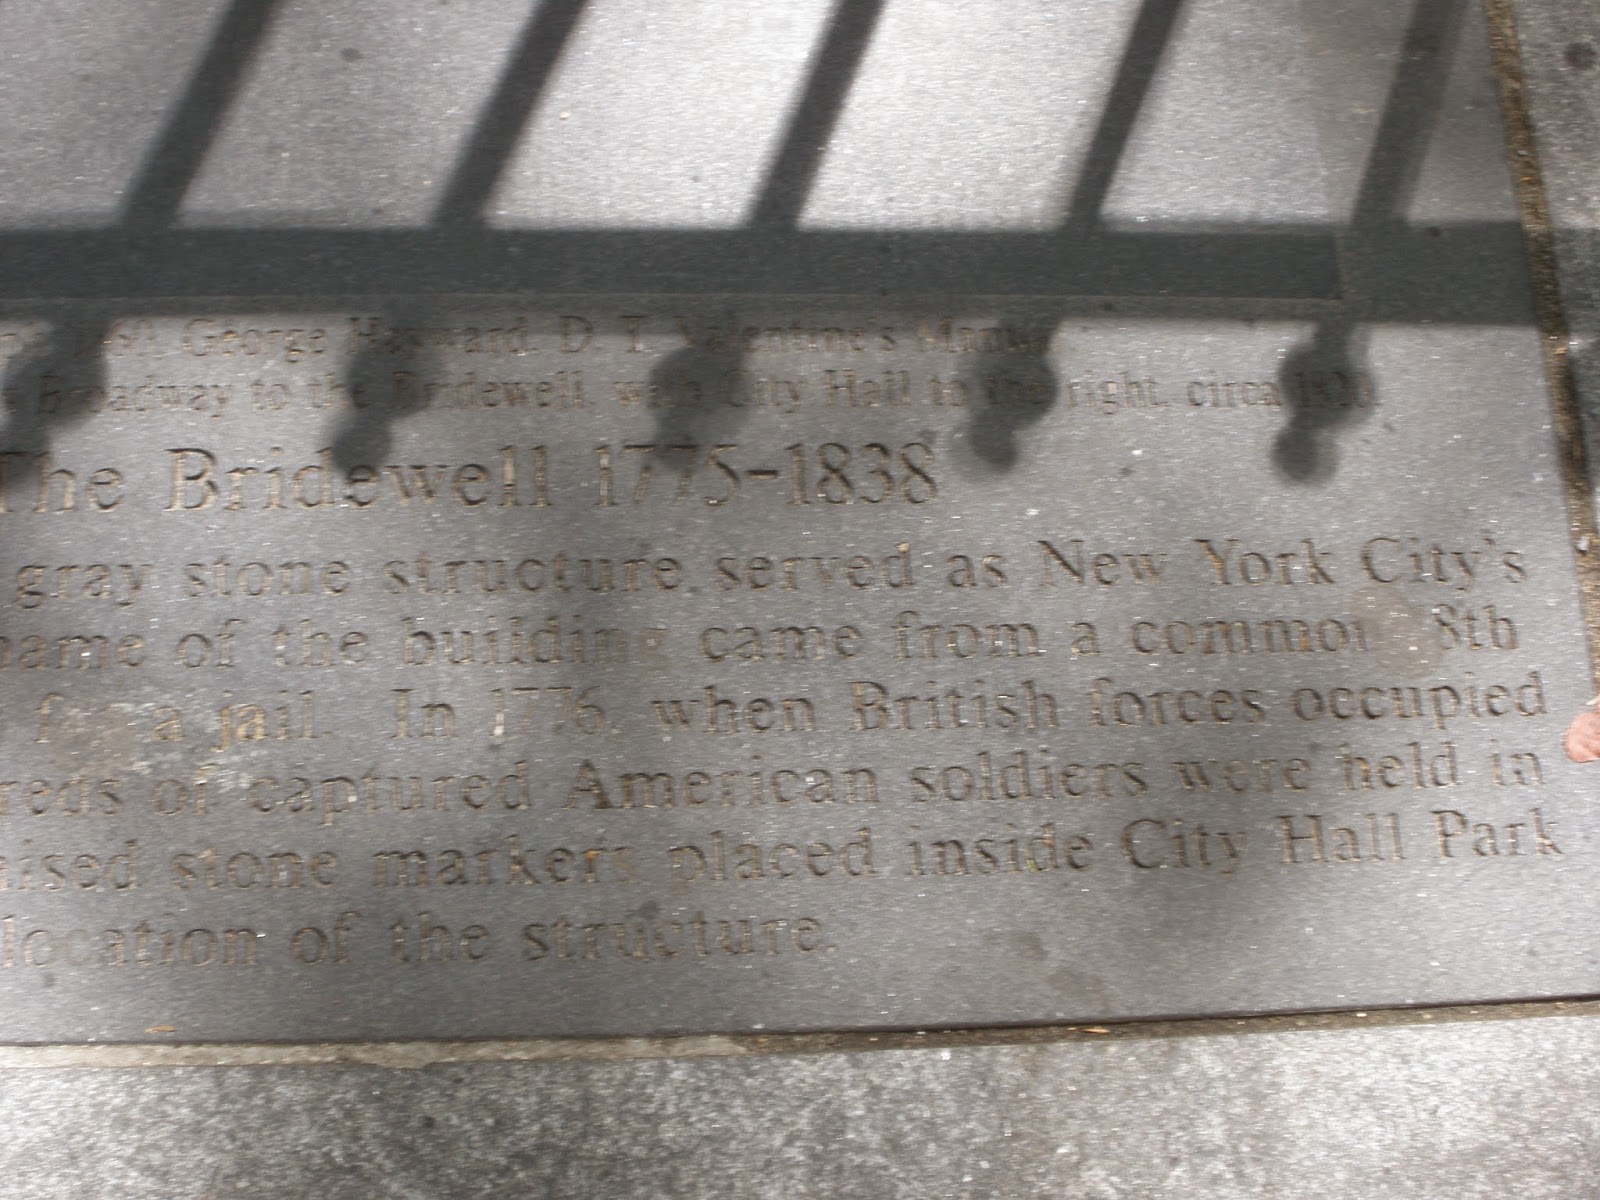 George Hayward, D. T. Valentine's Manual
Broadway to the Bridewell, with City Hall to the right, circa
The Bridewell 1775-1838
gray stone structure served as New York City's
name of the building came from a common 8th
for a jail. In 1776, when British forces occupied
reds of captured American soldiers were held in
aised stone markers placed inside City Hall Park
location of the structure.